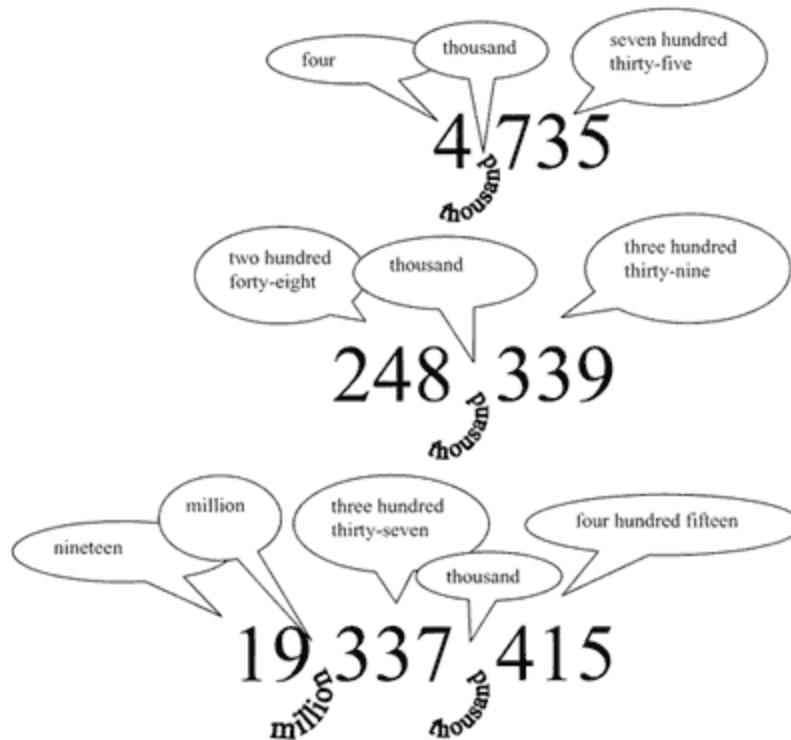 four
thousand
seven hundred
thirty-five
4 735
thousand
two hundred
forty-eight
thousand
three hundred
thirty-nine
248 339
thousand
nineteen
million
three hundred
thirty-seven
thousand
four hundred fifteen
19 337 415
million
thousand